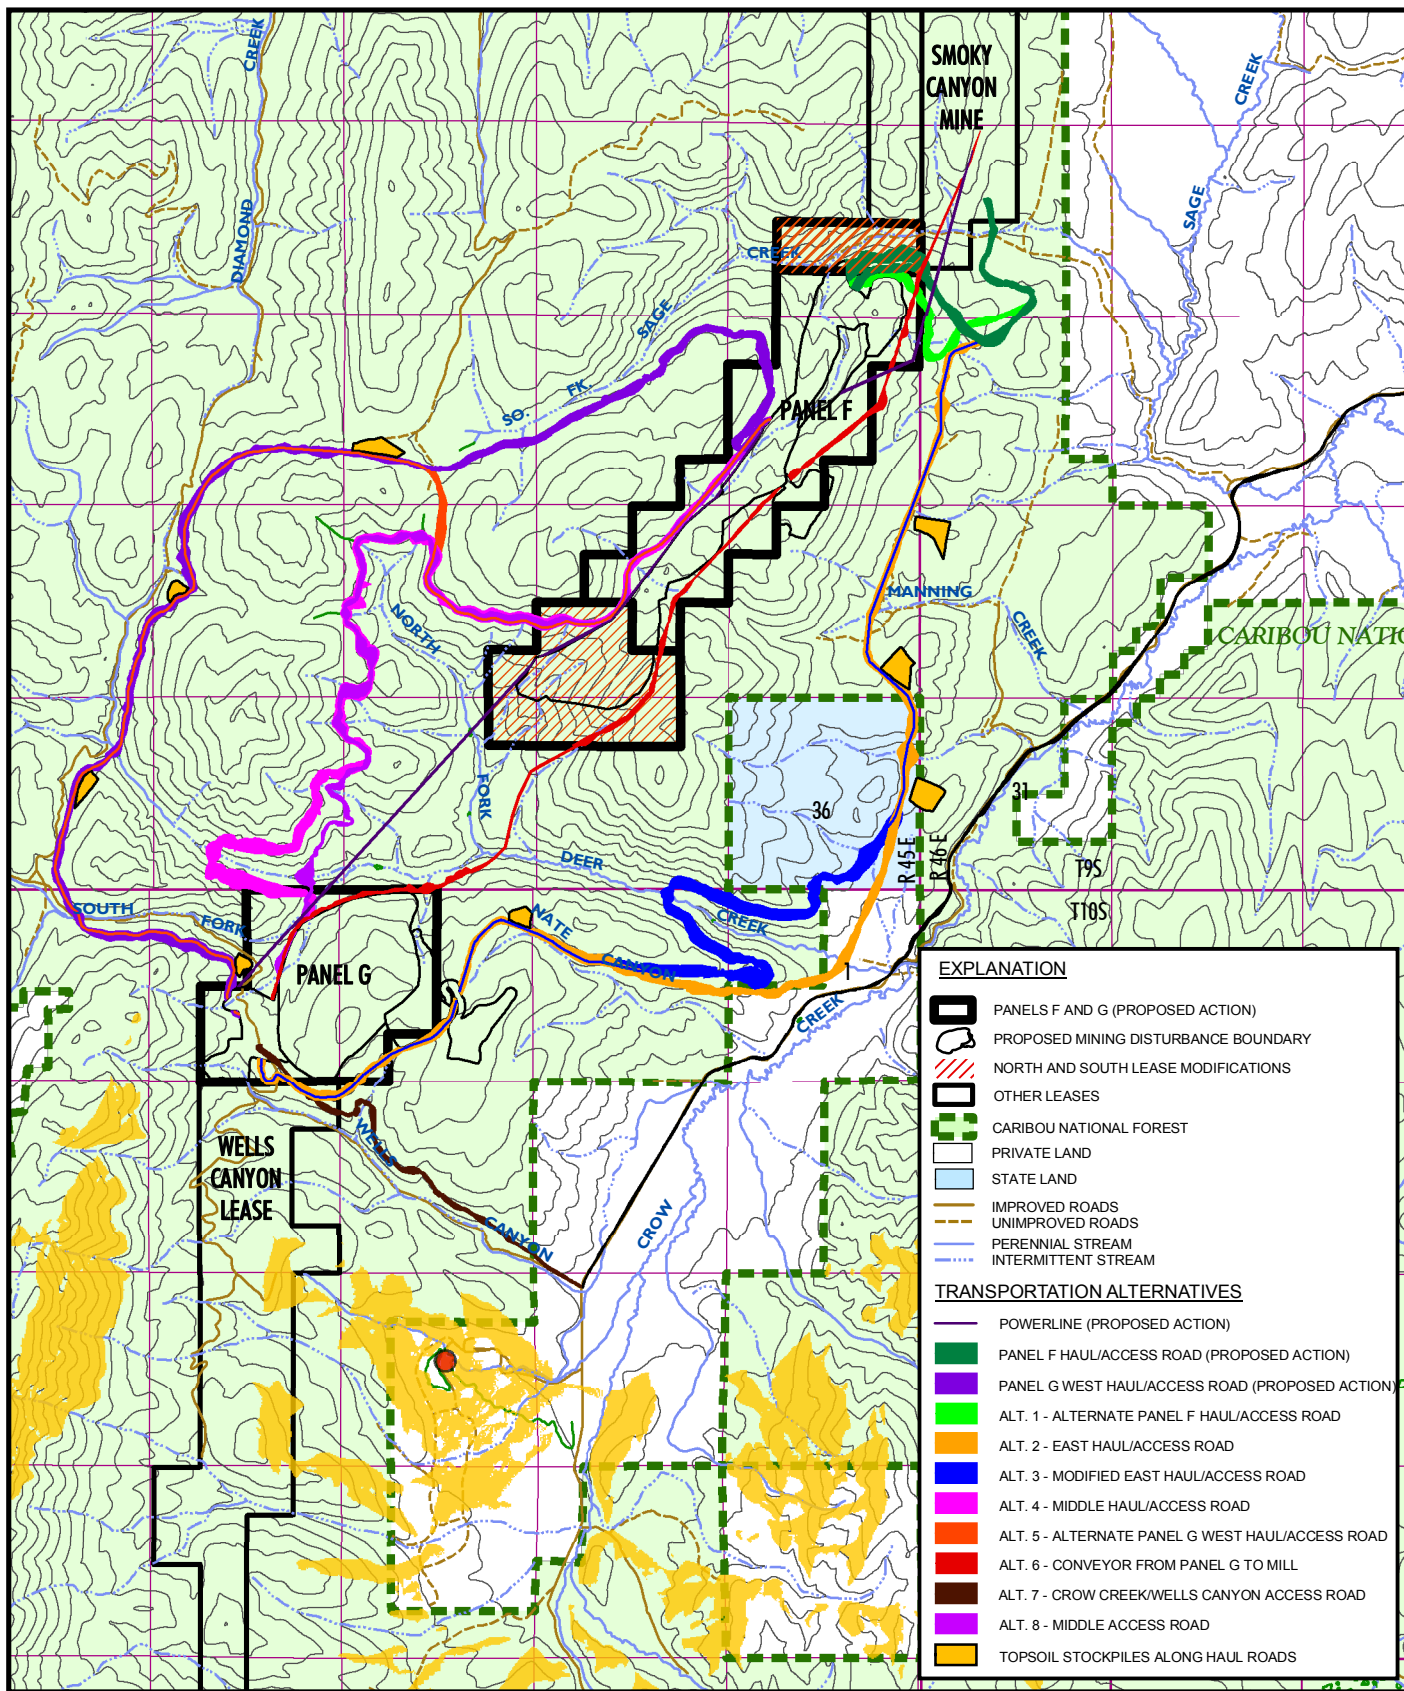 CREEK
SMOKY
CANYON
MINE
CREEK
SAGE
DIAMOND
CREEK
SAGE
SO. FK.
PANEL F
MANNING
CREEK
NORTH
FORK
36
31
R 45 E
R 46 E
T9S
T10S
DEER
CREEK
SOUTH
FORK
NATE
CANYON
1
PANEL G
CREEK
WELLS
CANYON
WELLS
CANYON
LEASE
CROW
EXPLANATION
PANELS F AND G (PROPOSED ACTION)
PROPOSED MINING DISTURBANCE BOUNDARY
NORTH AND SOUTH LEASE MODIFICATIONS
OTHER LEASES
CARIBOU NATIONAL FOREST
PRIVATE LAND
STATE LAND
IMPROVED ROADS
UNIMPROVED ROADS
PERENNIAL STREAM
INTERMITTENT STREAM
TRANSPORTATION ALTERNATIVES
POWERLINE (PROPOSED ACTION)
PANEL F HAUL/ACCESS ROAD (PROPOSED ACTION)
PANEL G WEST HAUL/ACCESS ROAD (PROPOSED ACTION)
ALT. 1 - ALTERNATE PANEL F HAUL/ACCESS ROAD
ALT. 2 - EAST HAUL/ACCESS ROAD
ALT. 3 - MODIFIED EAST HAUL/ACCESS ROAD
ALT. 4 - MIDDLE HAUL/ACCESS ROAD
ALT. 5 - ALTERNATE PANEL G WEST HAUL/ACCESS ROAD
ALT. 6 - CONVEYOR FROM PANEL G TO MILL
ALT. 7 - CROW CREEK/WELLS CANYON ACCESS ROAD
ALT. 8 - MIDDLE ACCESS ROAD
TOPSOIL STOCKPILES ALONG HAUL ROADS
CARIBOU NATIO